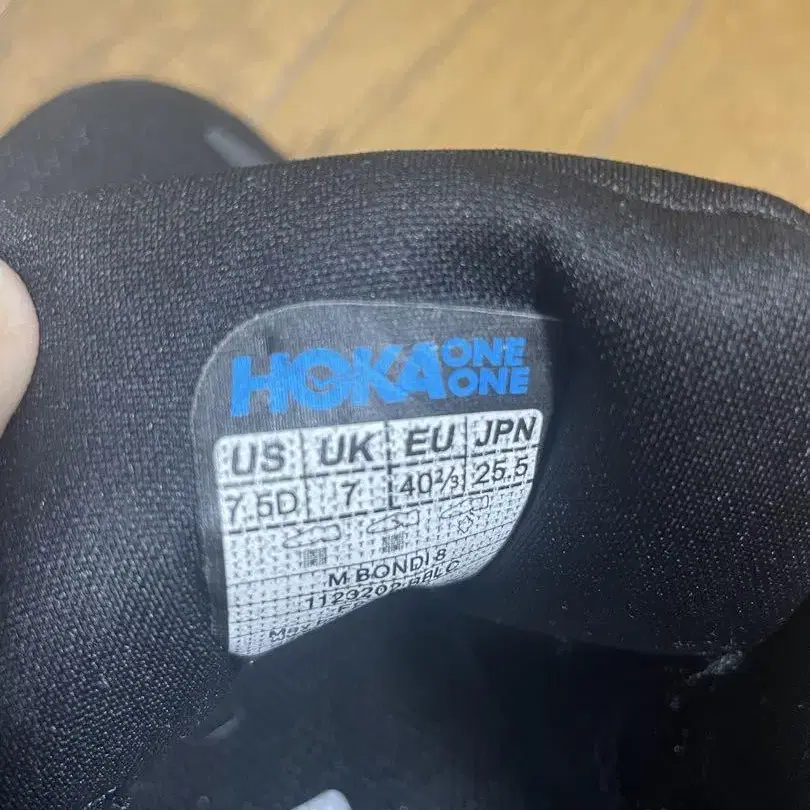 HOKA ONE ONE
US UK EU JPN
7.5D 7 40⅔ 25.5
M BONDI 8